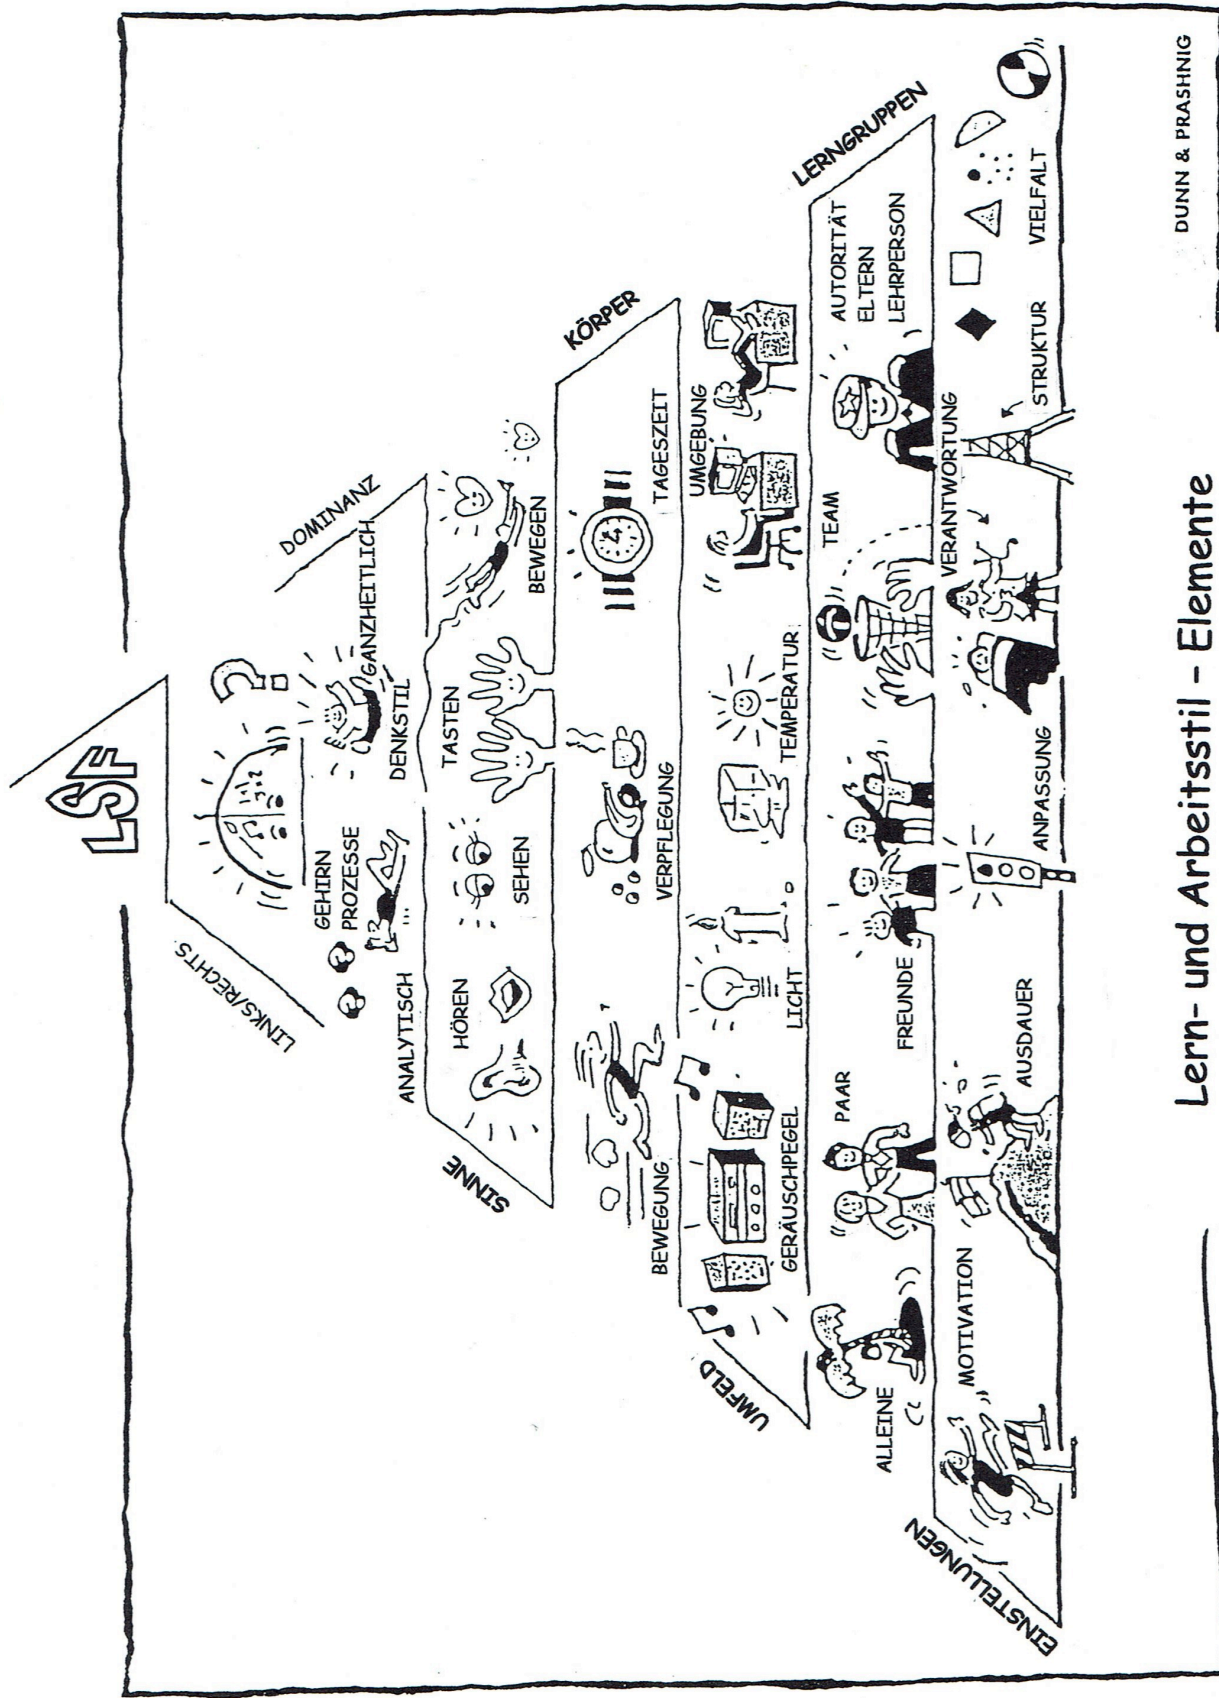 LSF
LINKS/RECHTS
DOMINANZ
GEHIRN
PROZESSE
ANALYTISCH
DENKSTIL
GANZHEITLICH
SINNE
HÖREN
SEHEN
TASTEN
BEWEGEN
KÖRPER
BEWEGUNG
VERPFLEGUNG
TAGESZEIT
UMFELD
GERÄUSCHPEGEL
LICHT
TEMPERATUR
UMGEBUNG
LERNGRUPPEN
ALLEINE
PAAR
FREUNDE
TEAM
AUTORITÄT
ELTERN
LEHRPERSON
EINSTELLUNGEN
MOTIVATION
AUSDAUER
ANPASSUNG
VERANTWORTUNG
STRUKTUR
VIELFALT
Lern- und Arbeitsstil - Elemente
DUNN & PRASHNIG